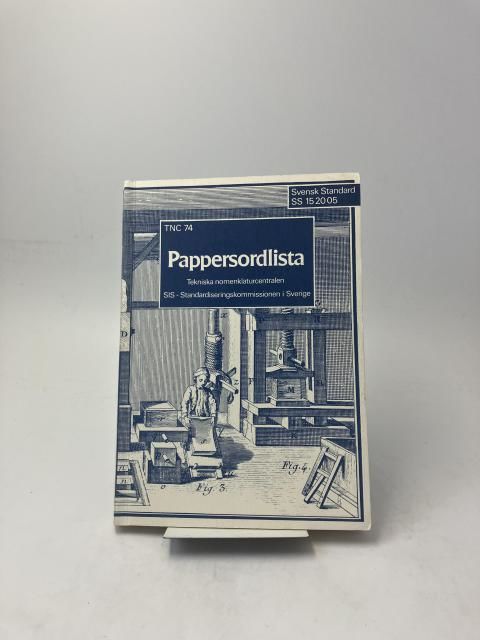 Svensk Standard
SS 15 20 05
TNC 74
Pappersordlista
Tekniska nomenklaturcentralen
SIS - Standardiseringskommissionen i Sverige
M
Fig. 3.
Fig. 4.